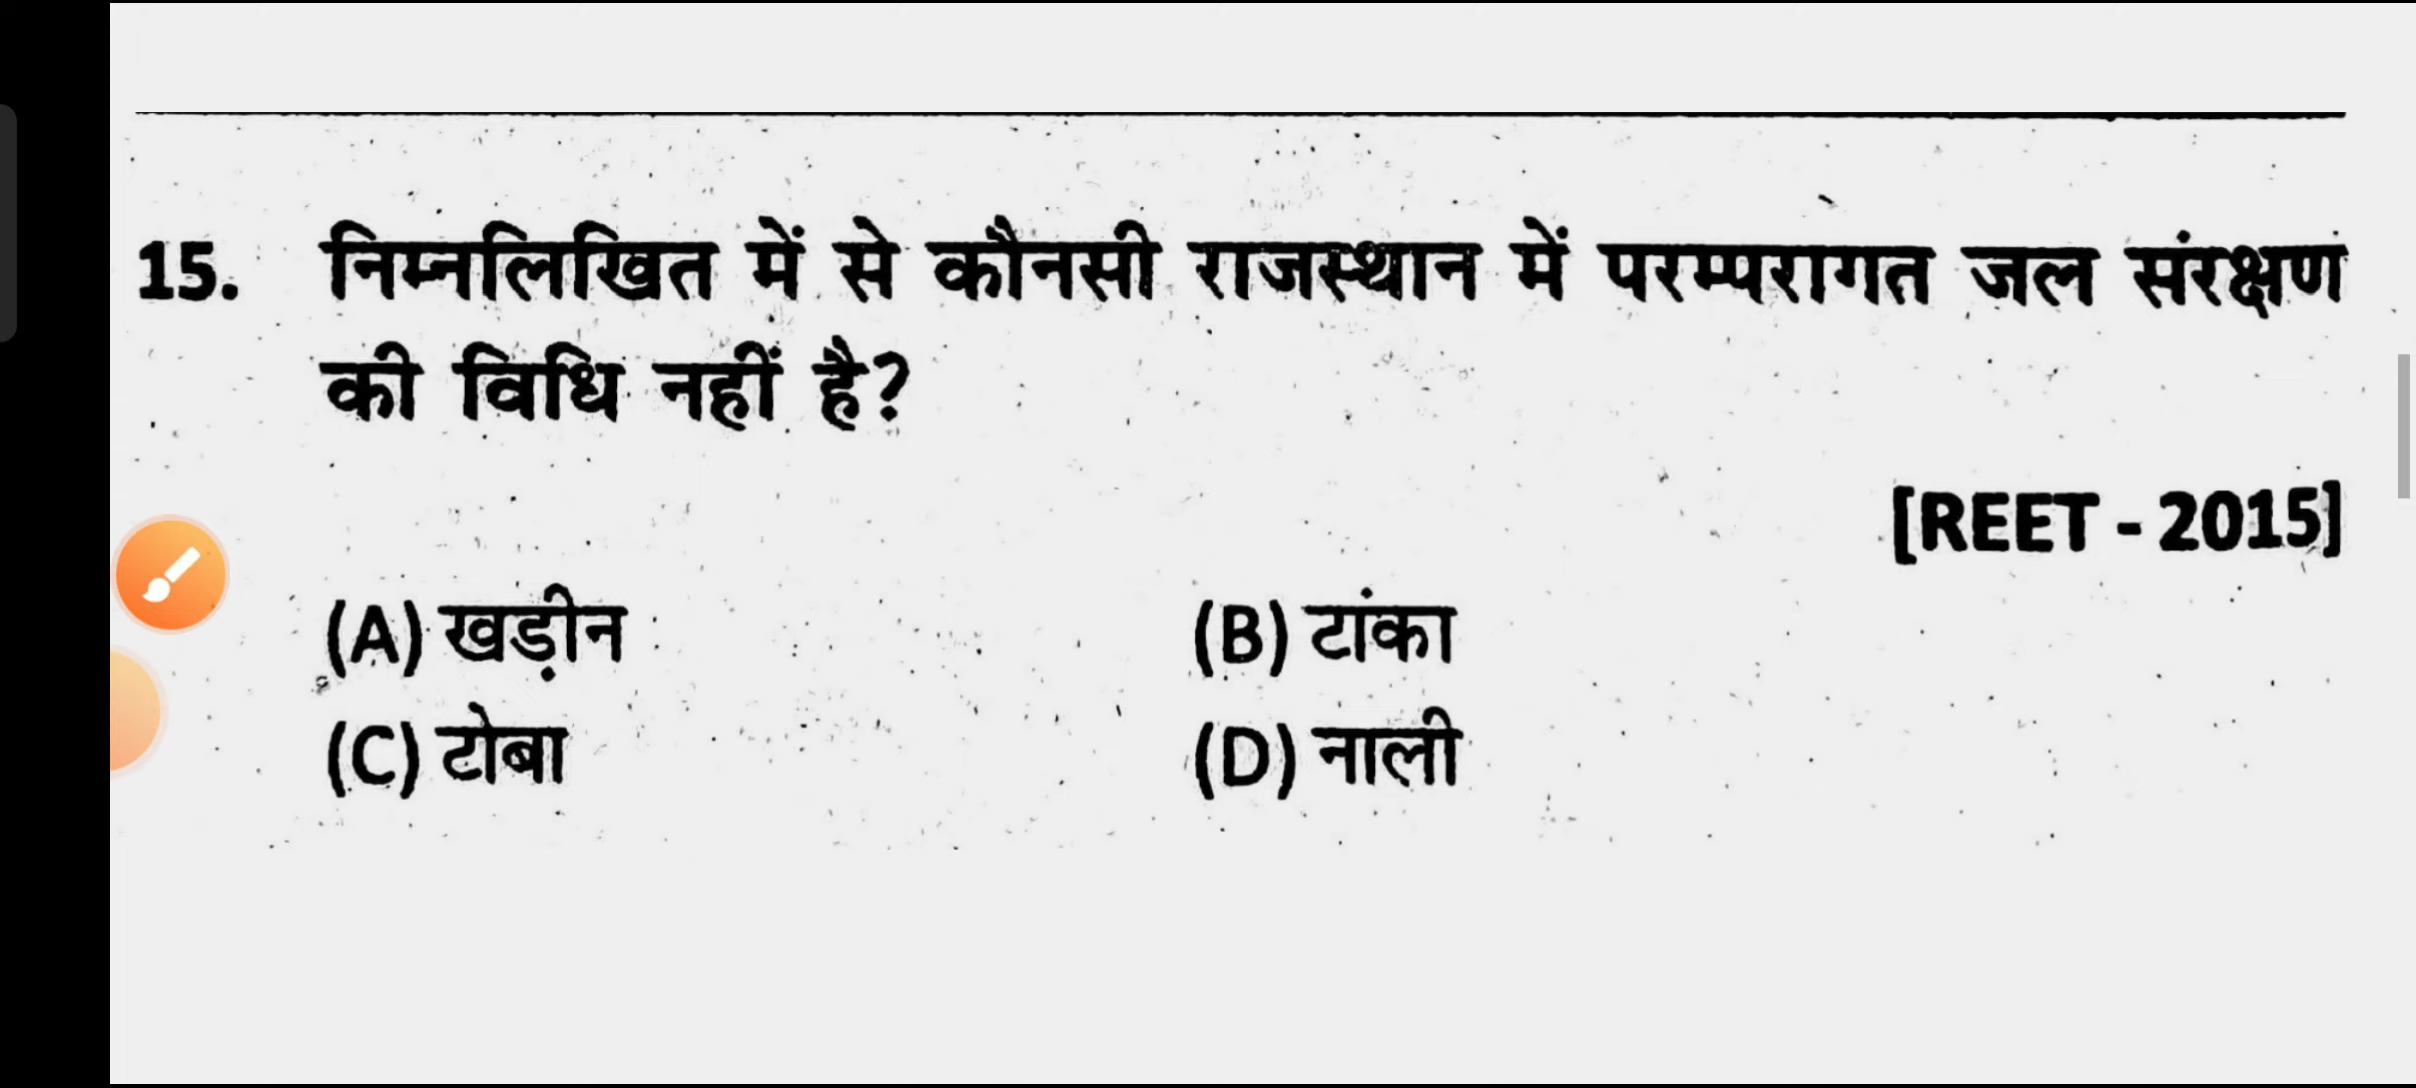 15. निम्नलिखित में से कौनसी राजस्थान में परम्परागत जल संरक्षण
की विधि नहीं है?
[REET - 2015]
(A) खड़ीन (B) टांका
(C) टोबा (D) नाली